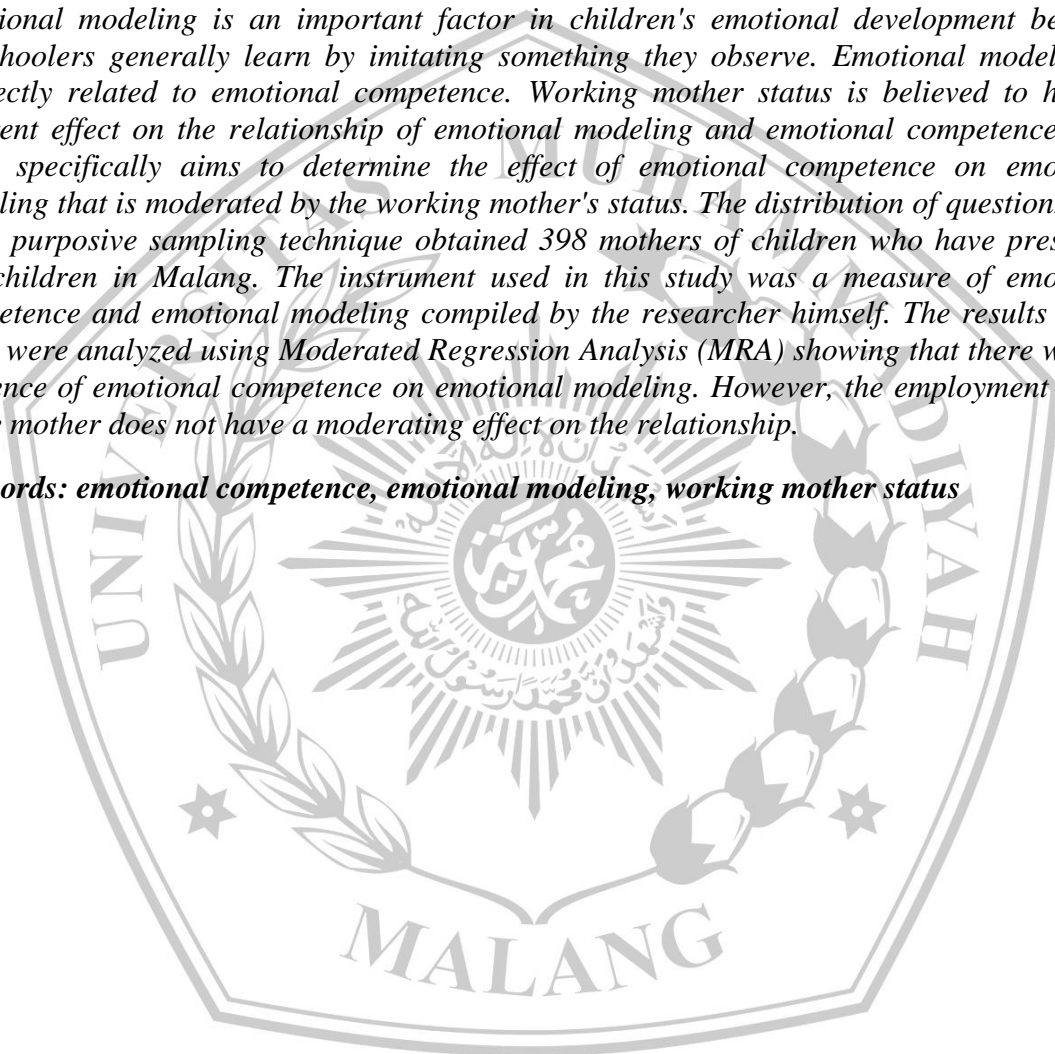 ional modeling is an important factor in children's emotional development be
hoolers generally learn by imitating something they observe. Emotional model
ectly related to emotional competence. Working mother status is believed to h
ent effect on the relationship of emotional modeling and emotional competence
specifically aims to determine the effect of emotional competence on emo
ling that is moderated by the working mother's status. The distribution of question
purposive sampling technique obtained 398 mothers of children who have pres
children in Malang. The instrument used in this study was a measure of emo
etence and emotional modeling compiled by the researcher himself. The results
were analyzed using Moderated Regression Analysis (MRA) showing that there w
ence of emotional competence on emotional modeling. However, the employment
mother does not have a moderating effect on the relationship.
ords: emotional competence, emotional modeling, working mother status
UNIVERSITAS MUHAMMADIYAH
MALANG